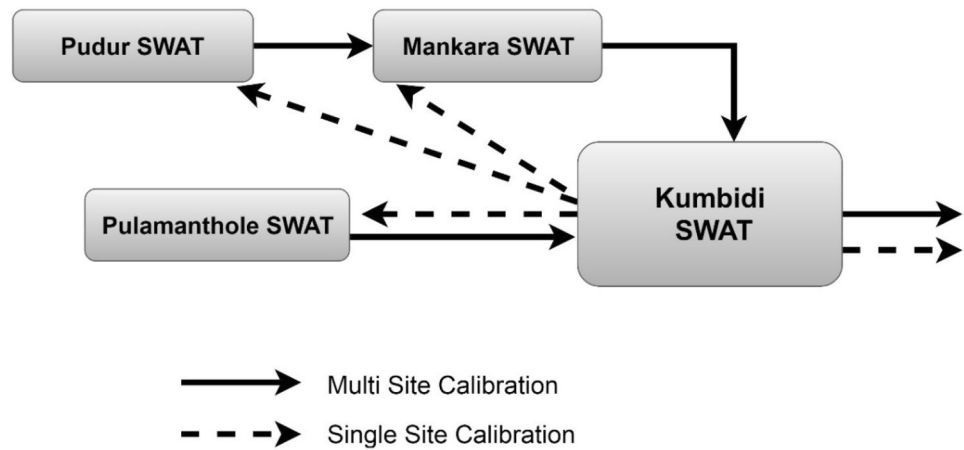 Pudur SWAT
Mankara SWAT
Pulamanthole SWAT
Kumbidi
SWAT
Multi Site Calibration
Single Site Calibration